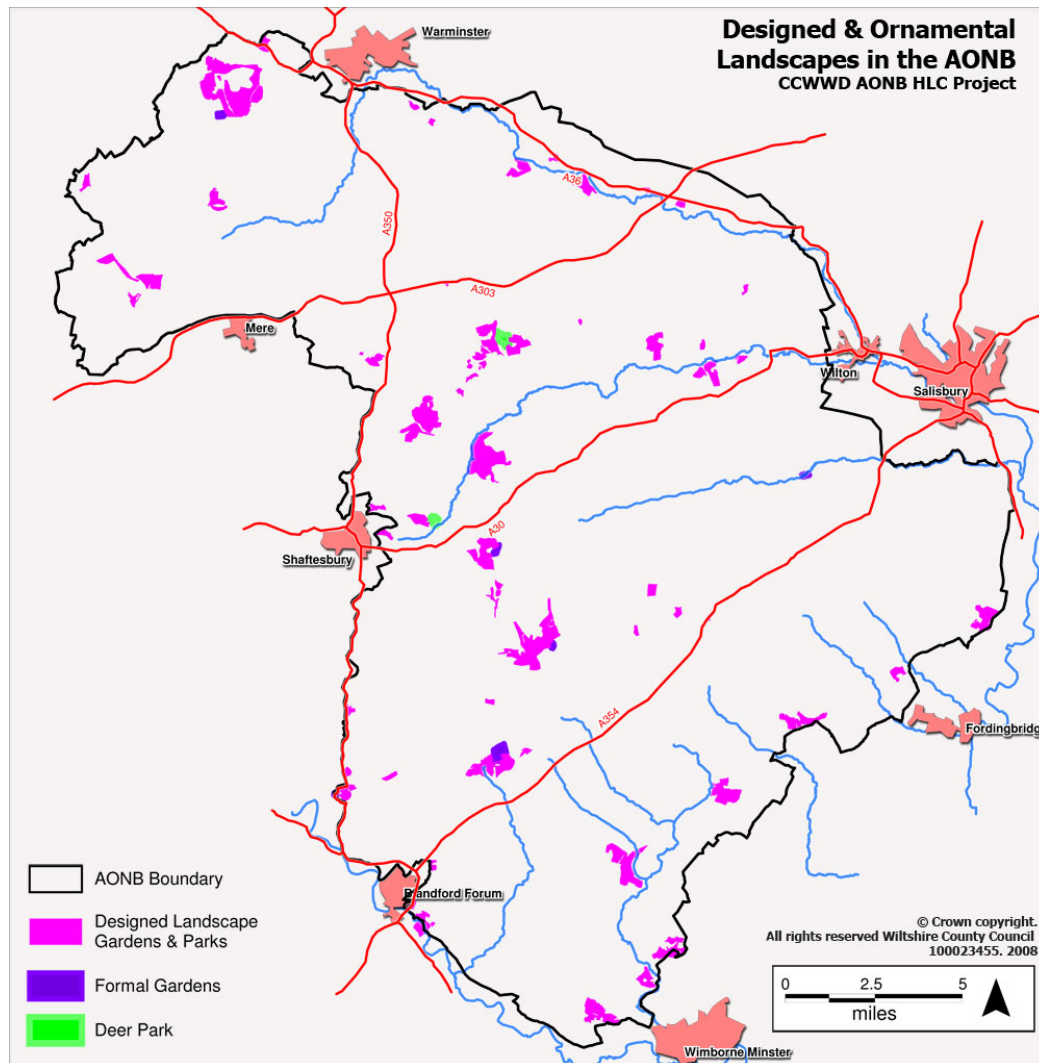 Designed & Ornamental
Landscapes in the AONB
CCWWD AONB HLC Project
Warminster
A36
A350
A303
Mere
Wilton
Salisbury
A30
Shaftesbury
A354
Fordingbridge
Blandford Forum
Wimborne Minster
AONB Boundary
Designed Landscape
Gardens & Parks
Formal Gardens
Deer Park
© Crown copyright.
All rights reserved Wiltshire County Council
100023455. 2008
0 2.5 5
miles